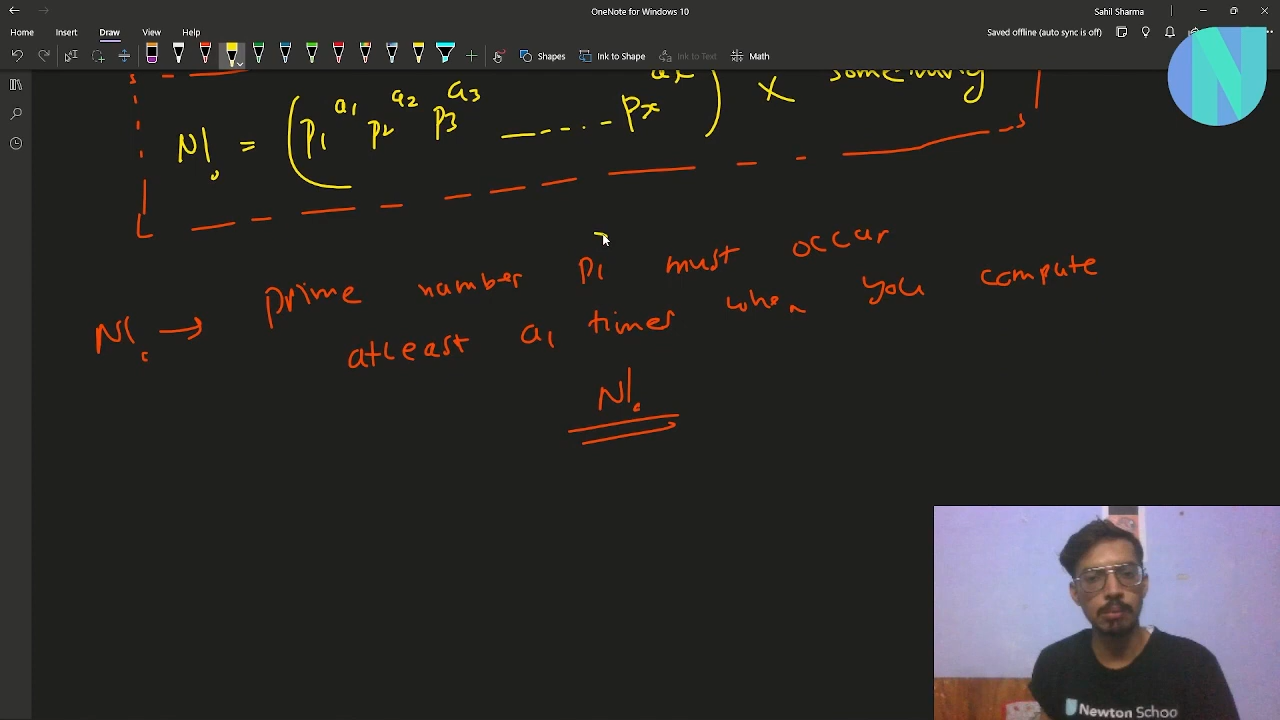 OneNote for Windows 10
Sahil Sharma
Home Insert Draw View Help
Saved offline (auto sync is off)
Shapes Ink to Shape Ink to Text Math
N! = (p1^a1 p2^a2 p3^a3 ------ px^ax) x something
N! → prime number p1 must occur
atleast a1 times when you compute
N!
Newton Schoo